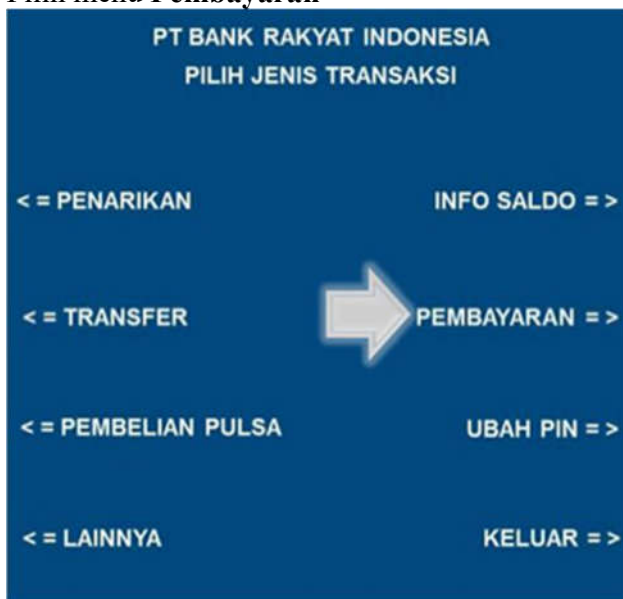 Pilih menu Pembayaran
PT BANK RAKYAT INDONESIA
PILIH JENIS TRANSAKSI
< = PENARIKAN INFO SALDO = >
< = TRANSFER PEMBAYARAN = >
< = PEMBELIAN PULSA UBAH PIN = >
< = LAINNYA KELUAR = >